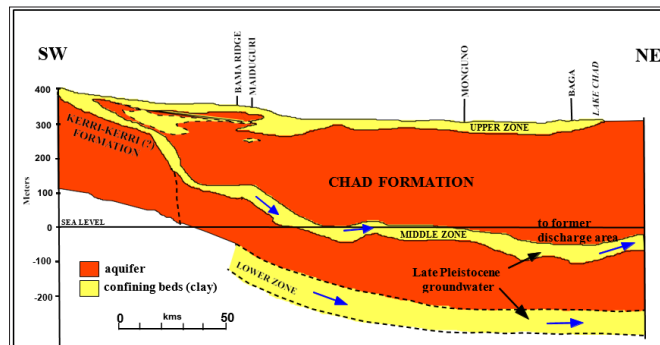 SW
NE
BAMA RIDGE
MAIDUGURI
MONGUNO
BAGA
LAKE CHAD
400
300
200
100
0
-100
-200
Meters
KERRI-KERRI (?)
FORMATION
UPPER ZONE
CHAD FORMATION
SEA LEVEL
MIDDLE ZONE
to former
discharge area
LOWER ZONE
Late Pleistocene
groundwater
aquifer
confining beds (clay)
0 kms 50